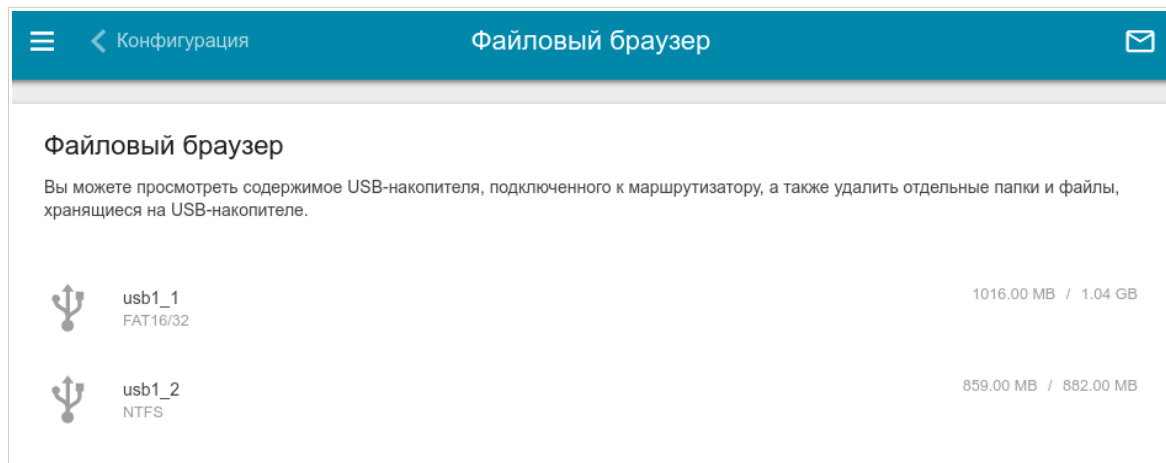 Конфигурация
Файловый браузер
Файловый браузер
Вы можете просмотреть содержимое USB-накопителя, подключенного к маршрутизатору, а также удалить отдельные папки и файлы,
хранящиеся на USB-накопителе.
usb1_1
1016.00 MB / 1.04 GB
FAT16/32
usb1_2
859.00 MB / 882.00 MB
NTFS